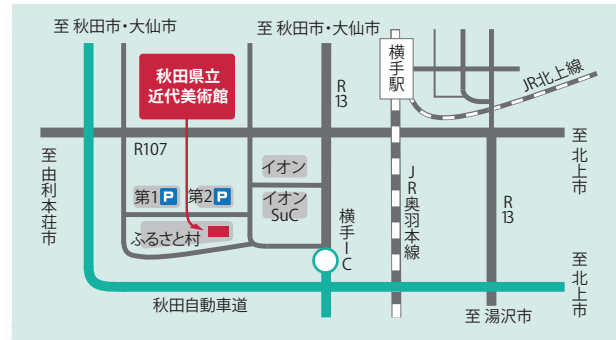 至 秋田市・大仙市
至 秋田市・大仙市
秋田県立
近代美術館
R
13
横手駅
JR北上線
R107
至 由利本荘市
至 北上市
第1 P
第2 P
イオン
イオン
SuC
ふるさと村
横手IC
JR奥羽本線
R
13
秋田自動車道
至 北上市
至 湯沢市